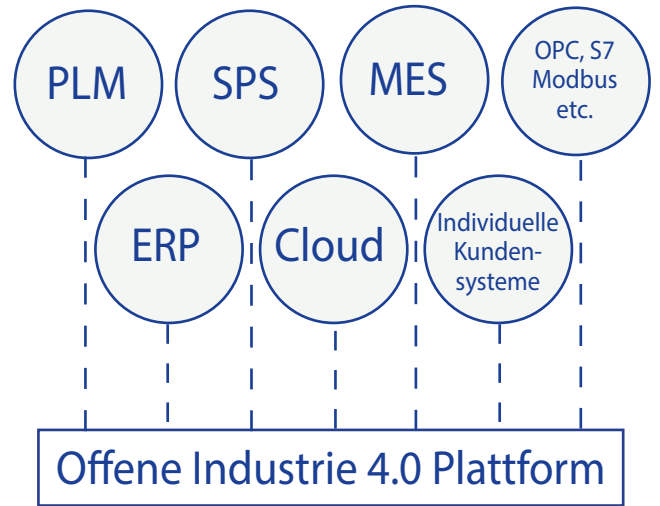 PLM
SPS
MES
OPC, S7
Modbus
etc.
ERP
Cloud
Individuelle
Kunden-
systeme
Offene Industrie 4.0 Plattform